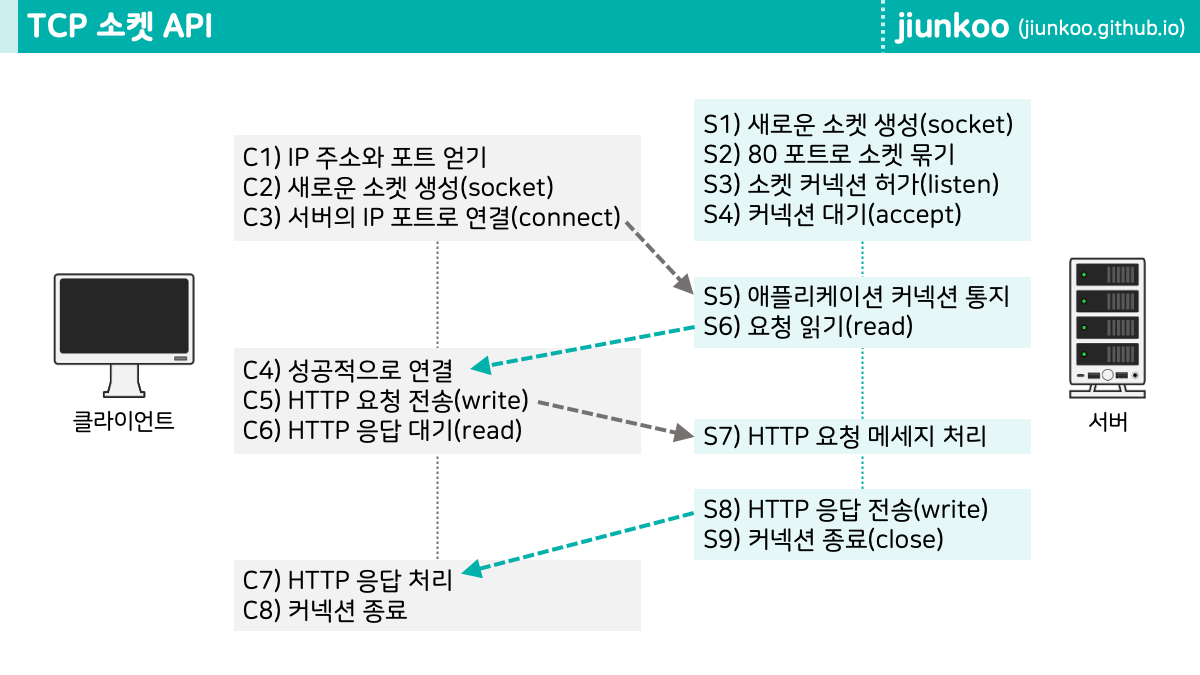 TCP 소켓 API
jiunkoo (jiunkoo.github.io)
C1) IP 주소와 포트 얻기
C2) 새로운 소켓 생성(socket)
C3) 서버의 IP 포트로 연결(connect)
S1) 새로운 소켓 생성(socket)
S2) 80 포트로 소켓 묶기
S3) 소켓 커넥션 허가(listen)
S4) 커넥션 대기(accept)
S5) 애플리케이션 커넥션 통지
S6) 요청 읽기(read)
C4) 성공적으로 연결
C5) HTTP 요청 전송(write)
C6) HTTP 응답 대기(read)
클라이언트
서버
S7) HTTP 요청 메세지 처리
S8) HTTP 응답 전송(write)
S9) 커넥션 종료(close)
C7) HTTP 응답 처리
C8) 커넥션 종료